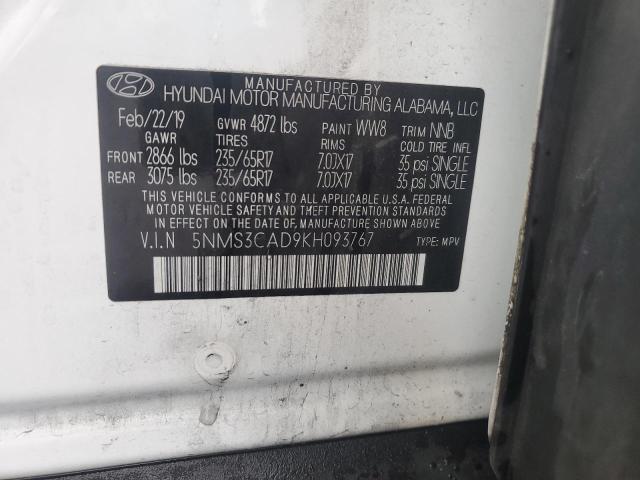 MANUFACTURED BY
HYUNDAI MOTOR MANUFACTURING ALABAMA, LLC
Feb/22/19 GVWR 4872 lbs PAINT WW8 TRIM NNB
GAWR TIRES RIMS COLD TIRE INFL
FRONT 2866 lbs 235/65R17 7.0JX17 35 psi SINGLE
REAR 3075 lbs 235/65R17 7.0JX17 35 psi SINGLE
THIS VEHICLE CONFORMS TO ALL APPLICABLE U.S.A. FEDERAL
MOTOR VEHICLE SAFETY AND THEFT PREVENTION STANDARDS
IN EFFECT ON THE DATE OF MANUFACTURE SHOWN ABOVE.
V.I.N 5NMS3CAD9KH093767 TYPE: MPV